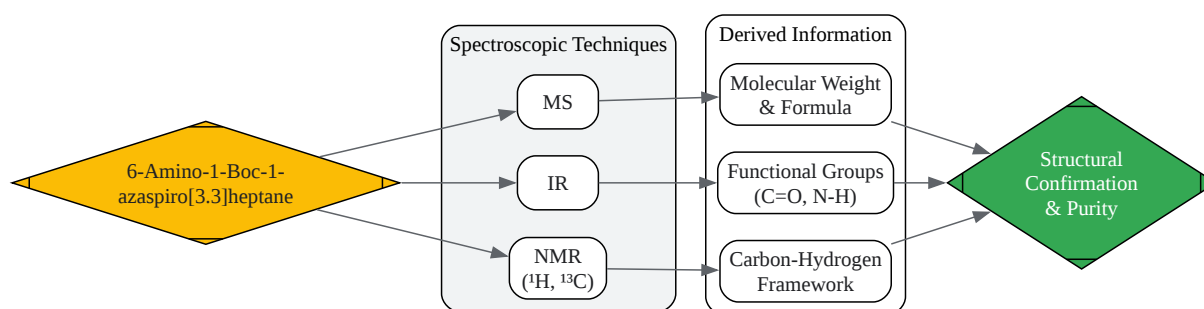 Spectroscopic Techniques
Derived Information
6-Amino-1-Boc-1-
azaspiro[3.3]heptane
MS
IR
NMR
(¹H, ¹³C)
Molecular Weight
& Formula
Functional Groups
(C=O, N-H)
Carbon-Hydrogen
Framework
Structural
Confirmation
& Purity